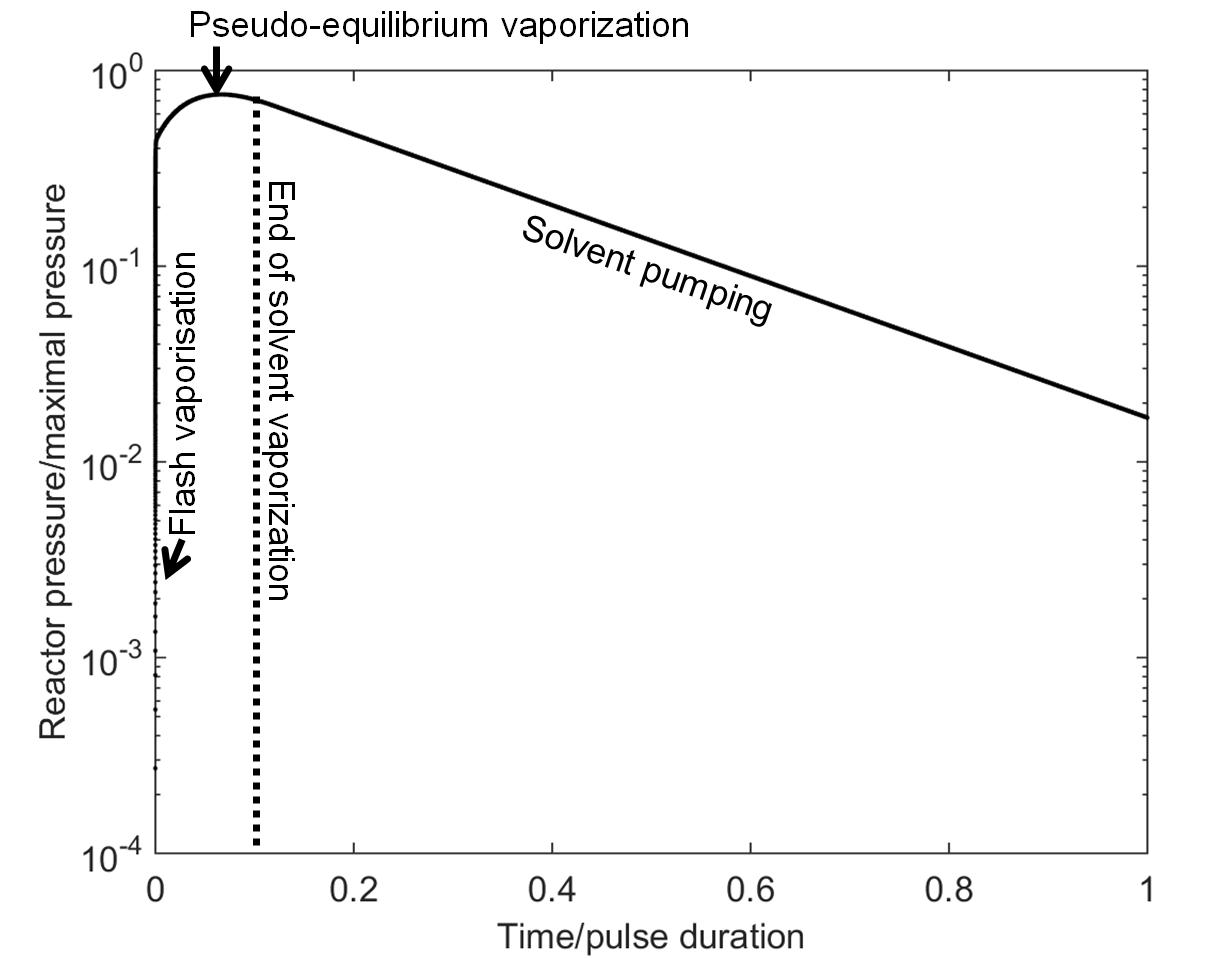 Pseudo-equilibrium vaporization
10^0
10^-1
10^-2
10^-3
10^-4
Reactor pressure/maximal pressure
Flash vaporisation
End of solvent vaporization
Solvent pumping
0 0.2 0.4 0.6 0.8 1
Time/pulse duration